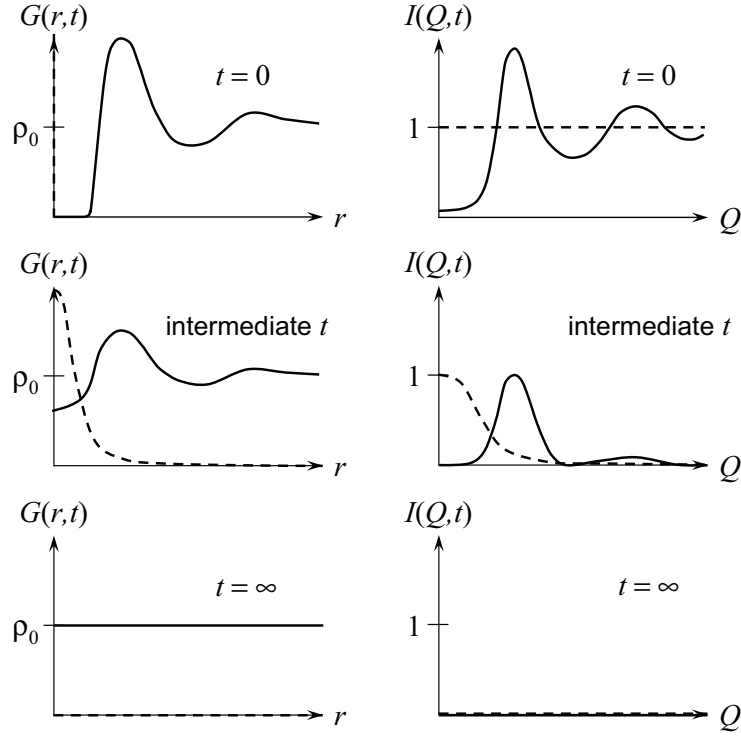 G(r,t)
t = 0
ρ₀
r
I(Q,t)
t = 0
1
Q
G(r,t)
intermediate t
ρ₀
r
I(Q,t)
intermediate t
1
Q
G(r,t)
t = ∞
ρ₀
r
I(Q,t)
t = ∞
1
Q